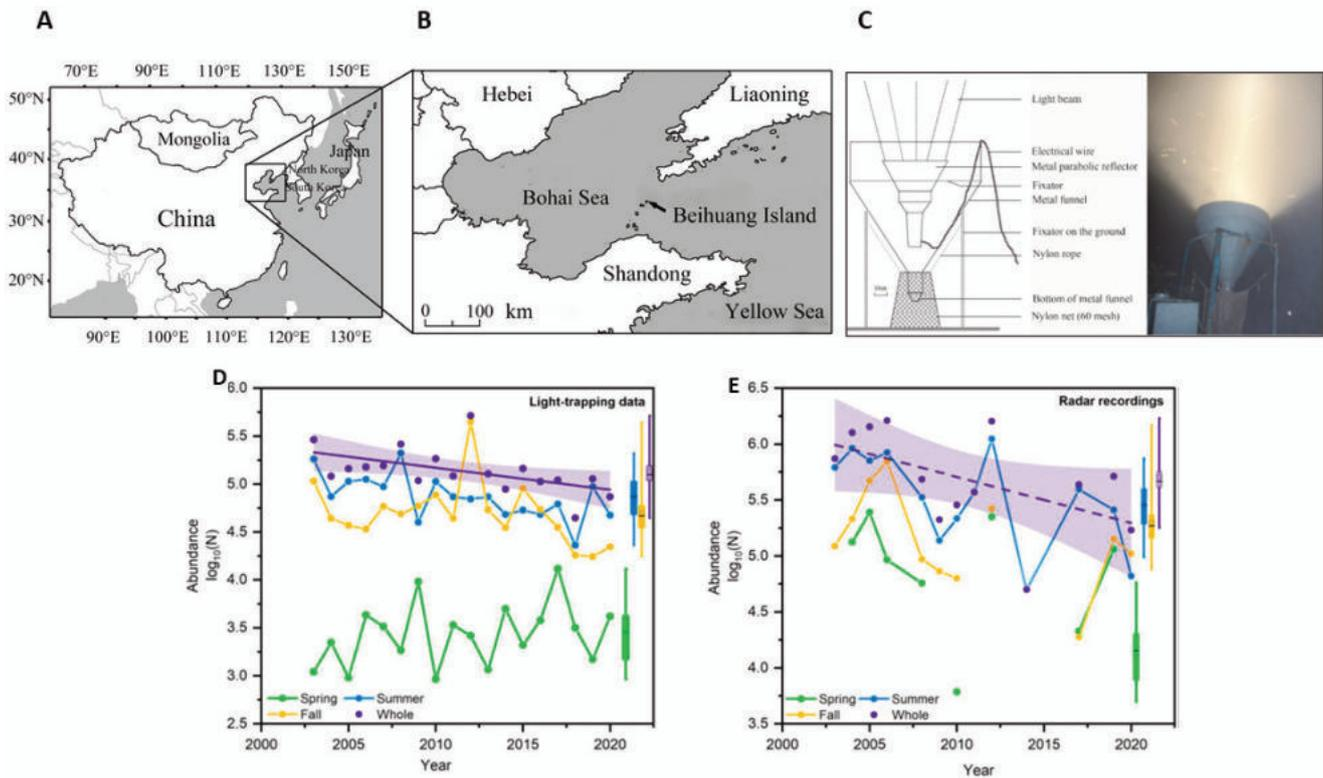 A
B
C
70°E 90°E 110°E 130°E 150°E
50°N
40°N
30°N
20°N
Mongolia
Japan
North Korea
South Korea
China
90°E 100°E 110°E 120°E 130°E
Hebei
Liaoning
Bohai Sea
Beihuang Island
Shandong
0 100 km
Yellow Sea
Light beam
Electrical wire
Metal parabolic reflector
Fixator
Metal funnel
Fixator on the ground
Nylon rope
Bottom of metal funnel
Nylon net (60 mesh)
D
Light-trapping data
6.0
5.5
5.0
4.5
4.0
3.5
3.0
2.5
Abundance
log₁₀(N)
Spring Summer
Fall Whole
2000 2005 2010 2015 2020
Year
E
Radar recordings
6.5
6.0
5.5
5.0
4.5
4.0
3.5
Abundance
log₁₀(N)
Spring Summer
Fall Whole
2000 2005 2010 2015 2020
Year